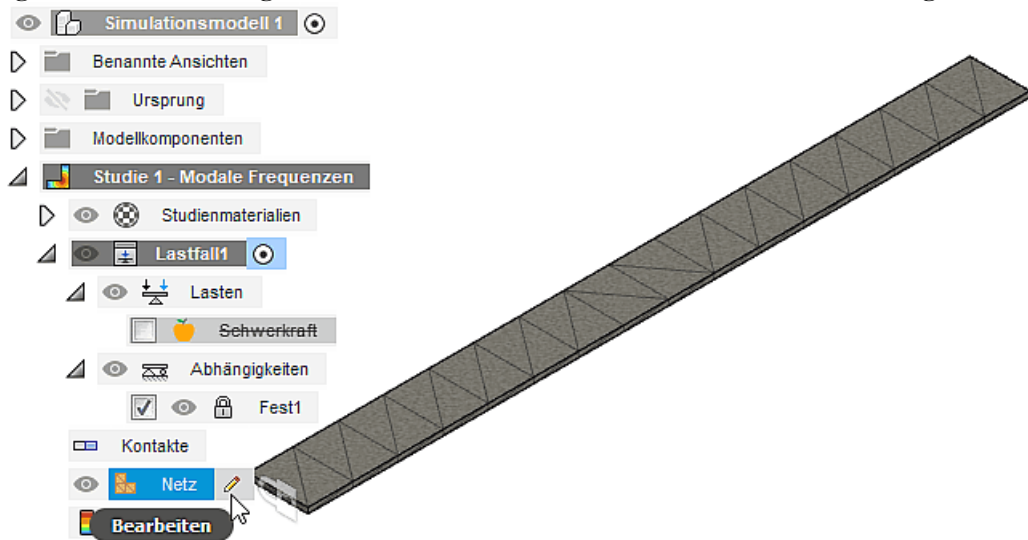 Simulationsmodell 1
Benannte Ansichten
Ursprung
Modellkomponenten
Studie 1 - Modale Frequenzen
Studienmaterialien
Lastfall1
Lasten
Schwerkraft
Abhängigkeiten
Fest1
Kontakte
Netz
Bearbeiten